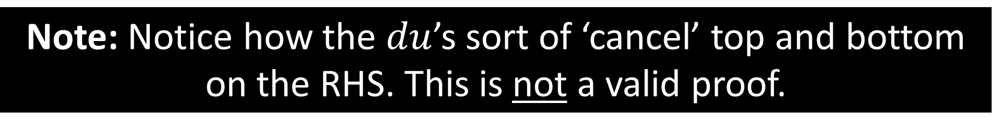 Note: Notice how the du’s sort of ‘cancel’ top and bottom
on the RHS. This is not a valid proof.